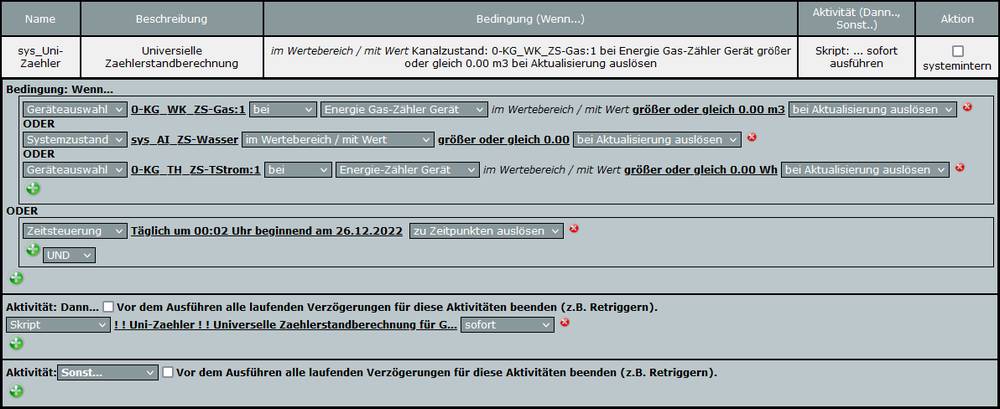 Name Beschreibung Bedingung (Wenn...) Aktivität (Dann.., Sonst..) Aktion
sys_Uni-Zaehler Universielle Zaehlerstandberechnung im Wertebereich / mit Wert Kanalzustand: 0-KG_WK_ZS-Gas:1 bei Energie Gas-Zähler Gerät größer oder gleich 0.00 m3 bei Aktualisierung auslösen Skript: ... sofort ausführen systemintern
Bedingung: Wenn...
Geräteauswahl 0-KG_WK_ZS-Gas:1 bei Energie Gas-Zähler Gerät im Wertebereich / mit Wert größer oder gleich 0.00 m3 bei Aktualisierung auslösen
ODER
Systemzustand sys_AI_ZS-Wasser im Wertebereich / mit Wert größer oder gleich 0.00 bei Aktualisierung auslösen
ODER
Geräteauswahl 0-KG_TH_ZS-TStrom:1 bei Energie-Zähler Gerät im Wertebereich / mit Wert größer oder gleich 0.00 Wh bei Aktualisierung auslösen
ODER
Zeitsteuerung Täglich um 00:02 Uhr beginnend am 26.12.2022 zu Zeitpunkten auslösen
UND
Aktivität: Dann... Vor dem Ausführen alle laufenden Verzögerungen für diese Aktivitäten beenden (z.B. Retriggern).
Skript ! ! Uni-Zaehler ! ! Universelle Zaehlerstandberechnung für G... sofort
Aktivität: Sonst... Vor dem Ausführen alle laufenden Verzögerungen für diese Aktivitäten beenden (z.B. Retriggern).